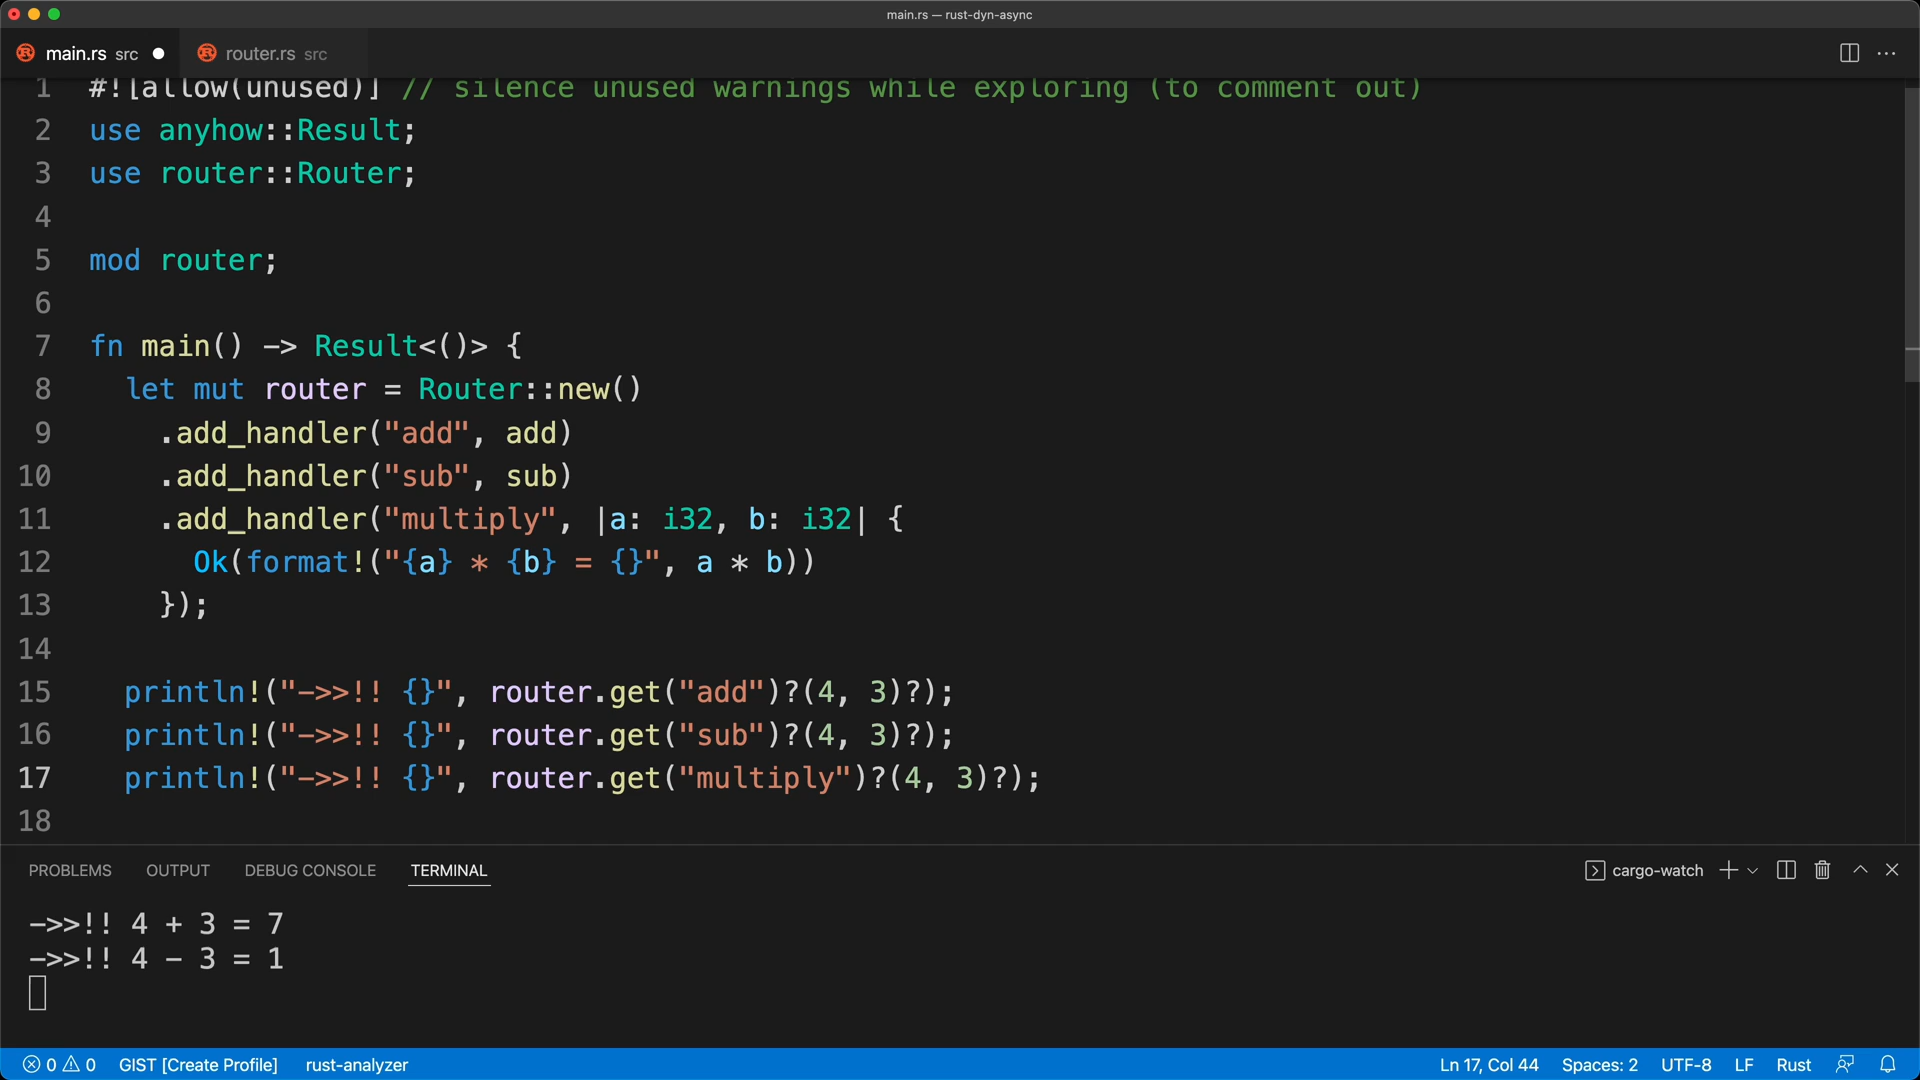 main.rs — rust-dyn-async
main.rs src
router.rs src
1 #![allow(unused)] // silence unused warnings while exploring (to comment out)
2 use anyhow::Result;
3 use router::Router;
4
5 mod router;
6
7 fn main() -> Result<()> {
8 let mut router = Router::new()
9 .add_handler("add", add)
10 .add_handler("sub", sub)
11 .add_handler("multiply", |a: i32, b: i32| {
12 Ok(format!("{a} * {b} = {}", a * b))
13 });
14
15 println!("->>!! {}", router.get("add")?(4, 3)?);
16 println!("->>!! {}", router.get("sub")?(4, 3)?);
17 println!("->>!! {}", router.get("multiply")?(4, 3)?);
18
PROBLEMS OUTPUT DEBUG CONSOLE TERMINAL cargo-watch
->>!! 4 + 3 = 7
->>!! 4 - 3 = 1
0 0 GIST [Create Profile] rust-analyzer Ln 17, Col 44 Spaces: 2 UTF-8 LF Rust